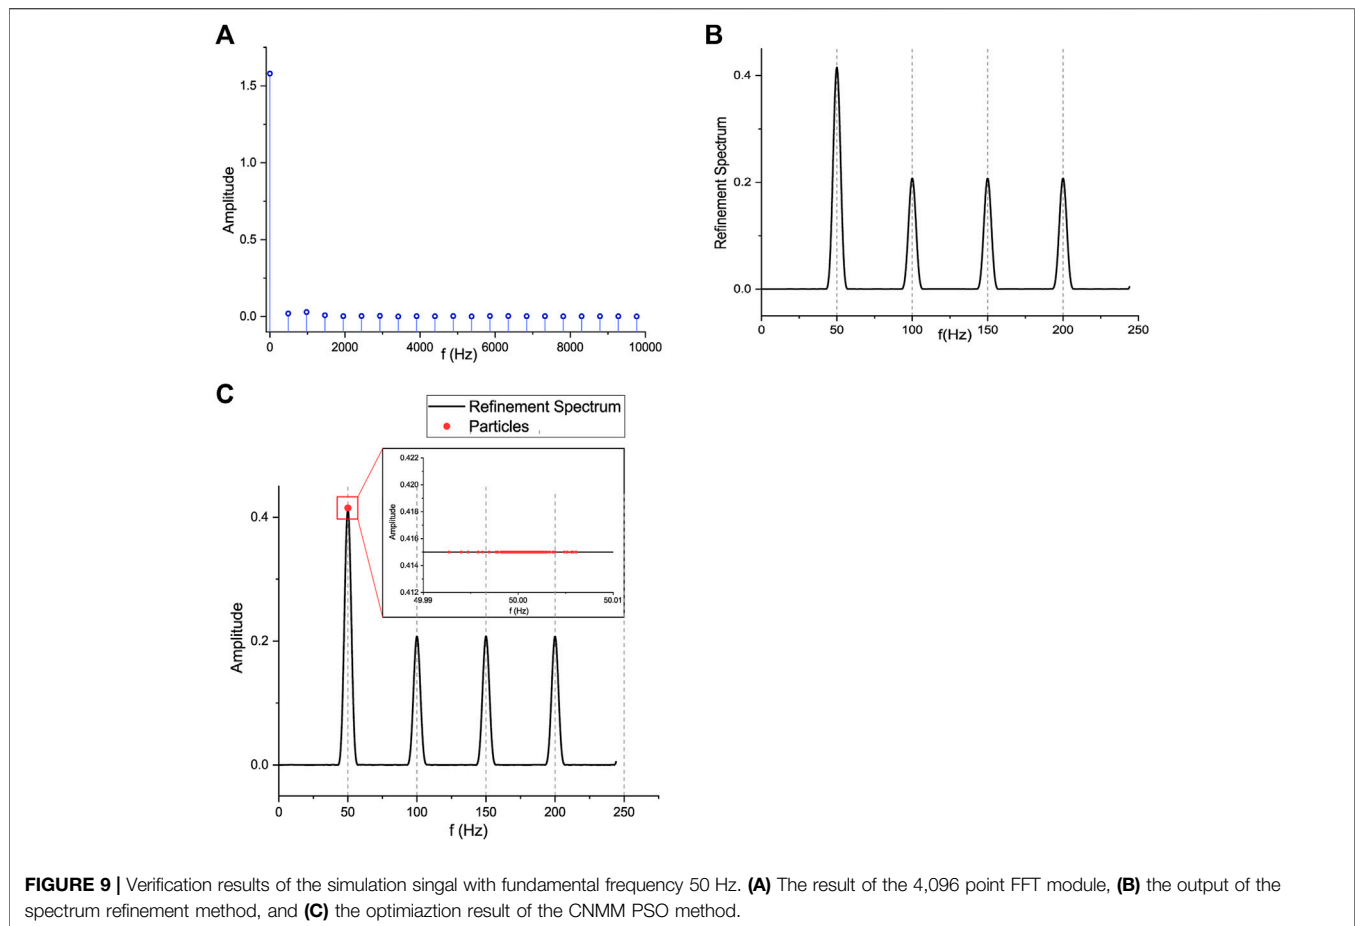 A
1.5
1.0
0.5
0.0
Amplitude
0 2000 4000 6000 8000 10000
f (Hz)
B
0.4
0.2
0.0
Refinement Spectrum
0 50 100 150 200 250
f(Hz)
C
Refinement Spectrum
Particles
0.422
0.420
0.418
0.416
0.414
0.412
Amplitude
49.99 50.00 50.01
f (Hz)
0.4
0.2
0.0
Amplitude
0 50 100 150 200 250
f (Hz)
FIGURE 9 | Verification results of the simulation singal with fundamental frequency 50 Hz. (A) The result of the 4,096 point FFT module, (B) the output of the
spectrum refinement method, and (C) the optimiaztion result of the CNMM PSO method.